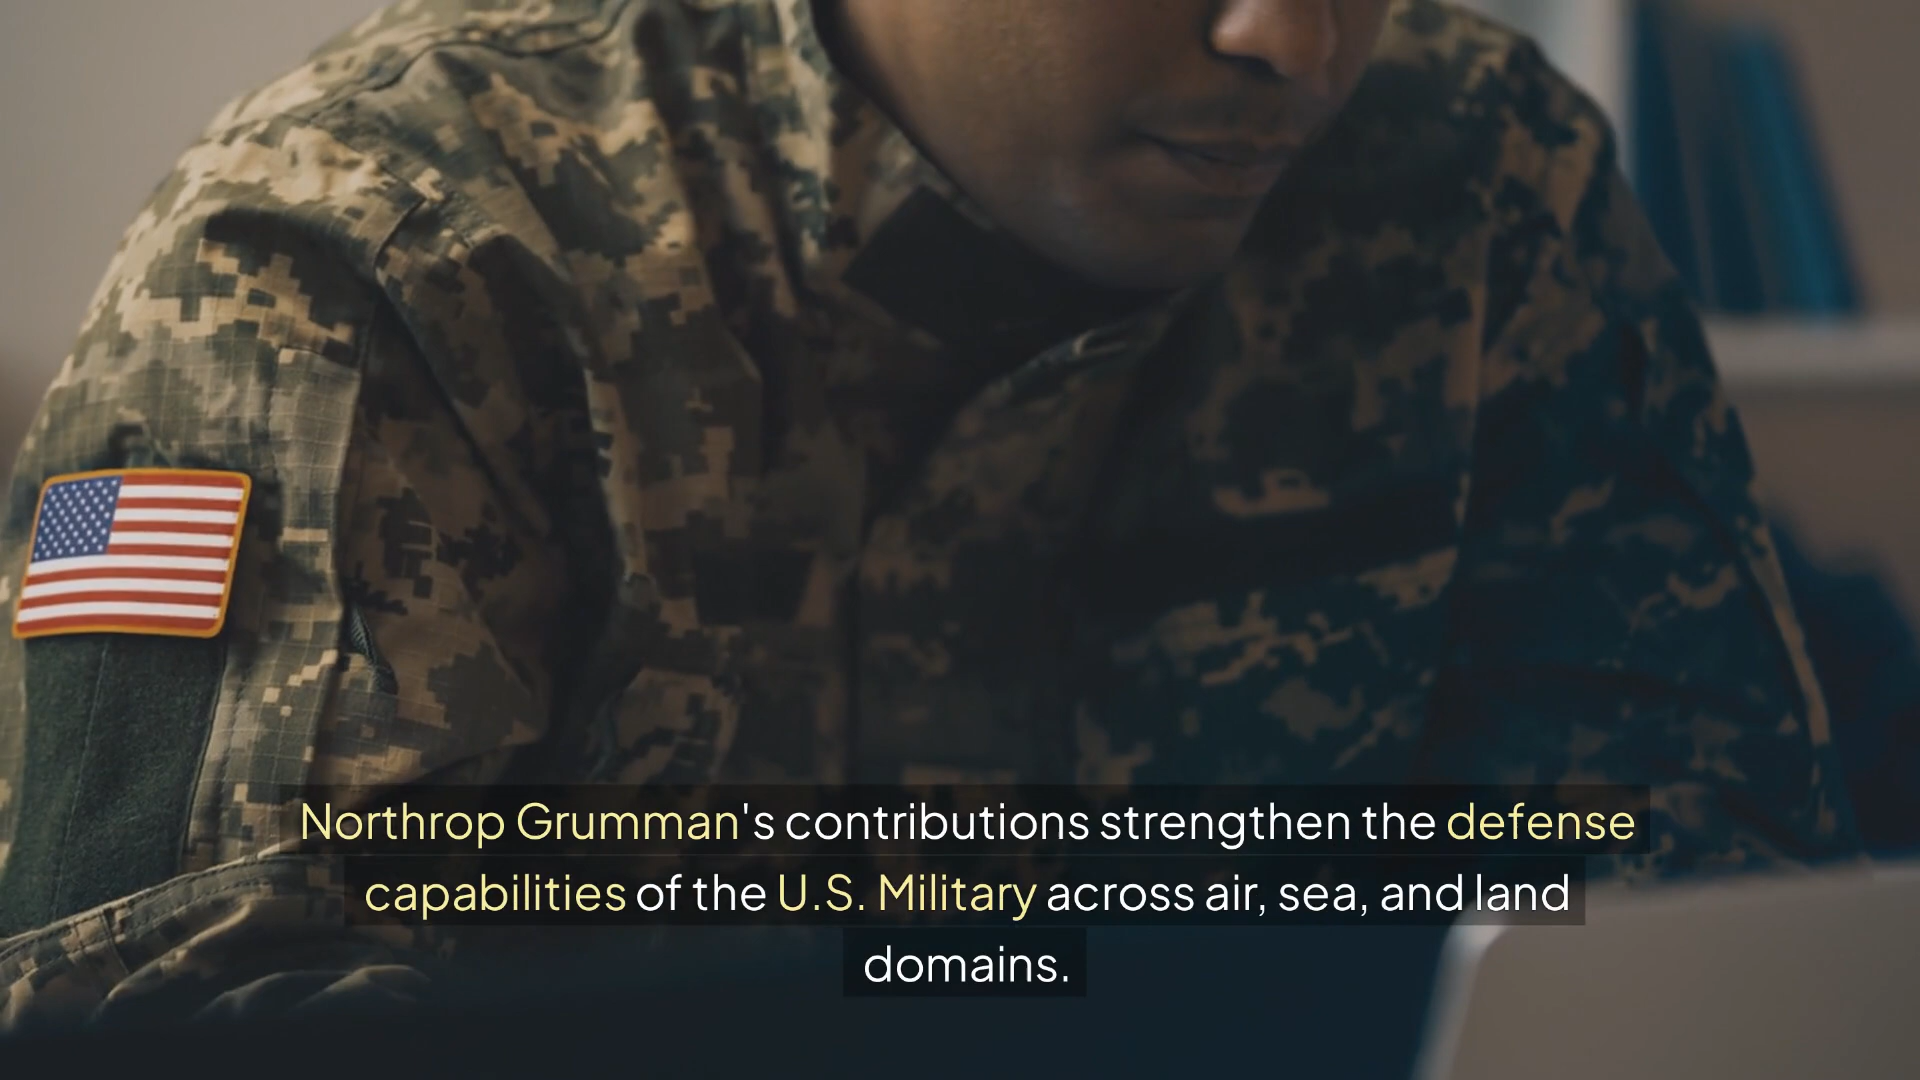 Northrop Grumman's contributions strengthen the defense
capabilities of the U.S. Military across air, sea, and land
domains.